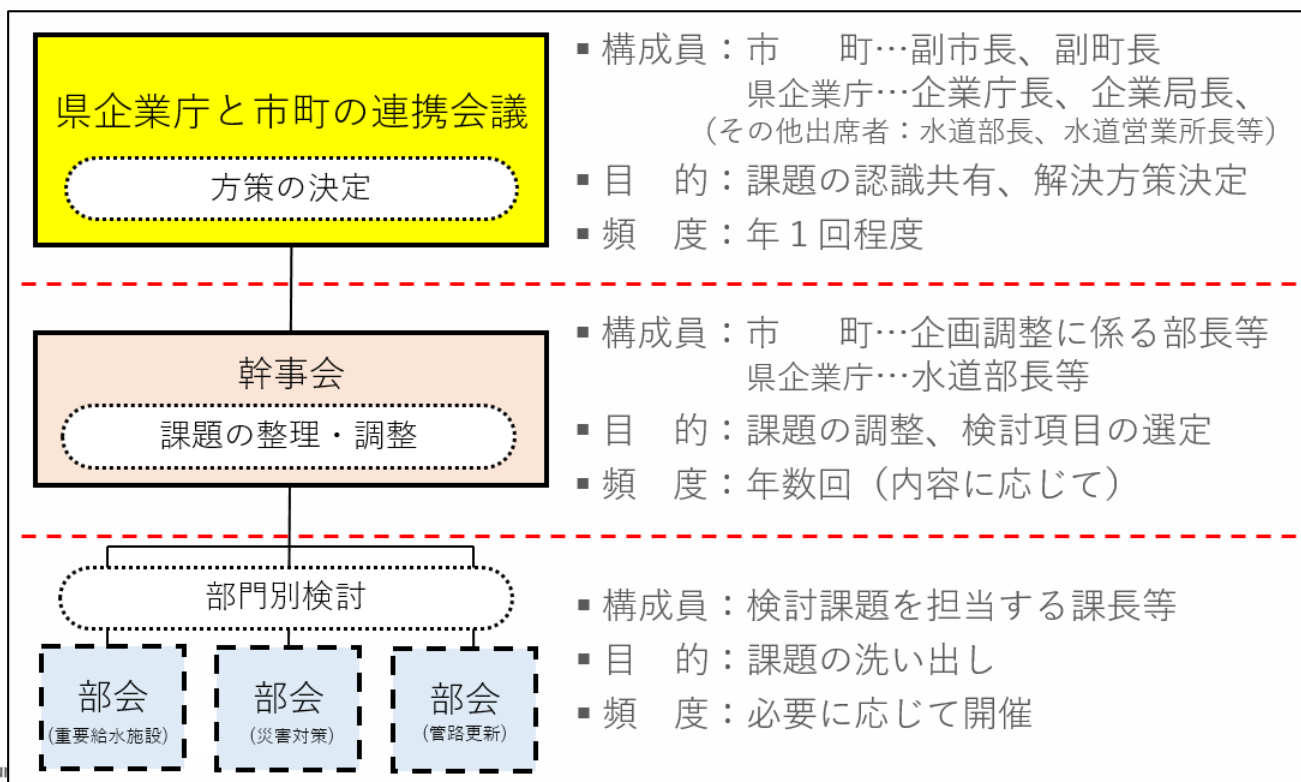 県企業庁と市町の連携会議
方策の決定
▪ 構成員：市　　町…副市長、副町長
県企業庁…企業庁長、企業局長、
（その他出席者：水道部長、水道営業所長等）
▪ 目　的：課題の認識共有、解決方策決定
▪ 頻　度：年１回程度
幹事会
課題の整理・調整
▪ 構成員：市　　町…企画調整に係る部長等
県企業庁…水道部長等
▪ 目　的：課題の調整、検討項目の選定
▪ 頻　度：年数回（内容に応じて）
部門別検討
部会
(重要給水施設)
部会
(災害対策)
部会
(管路更新)
▪ 構成員：検討課題を担当する課長等
▪ 目　的：課題の洗い出し
▪ 頻　度：必要に応じて開催